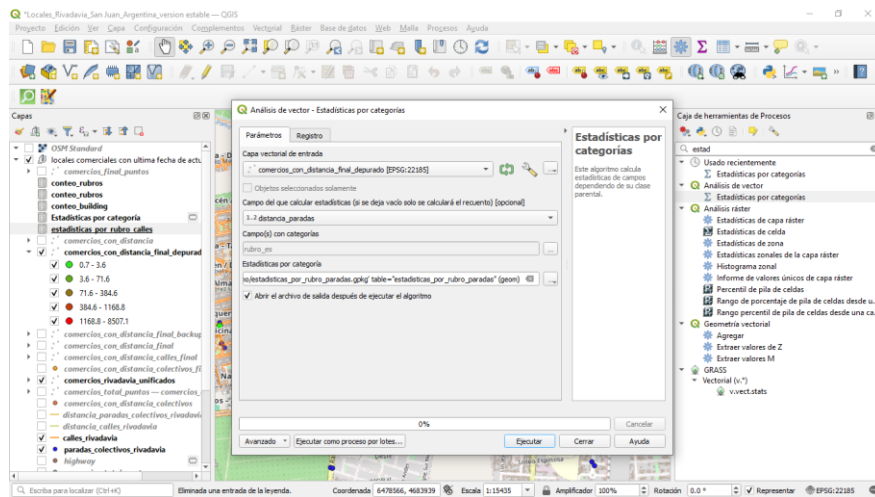 *Locales_Rivadavia_San Juan_Argentina_version estable — QGIS
Proyecto Edición Ver Capa Configuración Complementos Vectorial Ráster Base de datos Web Malla Procesos Ayuda
Capas
OSM Standard
locales comerciales con ultima fecha de actu
comercios_final_puntos
conteo_rubros
conteo_rubros
conteo_building
Estadísticas por categoría
estadisticas_por_rubro_calles
comercios_con_distancia
comercios_con_distancia_final_depurad
0.7 - 3.6
3.6 - 71.6
71.6 - 384.6
384.6 - 1168.8
1168.8 - 8507.1
comercios_con_distancia_final_backup
comercios_con_distancia_final
comercios_con_distancia_calles_final
comercios_con_distancia_colectivos_fi
comercios_rivadavia_unificados
comercios_total_puntos — comercios_
comercios_con_distancia_colectivos
comercios
distancia_paradas_colectivos_rivadavi
distancia_calles_rivadavia
calles_rivadavia
paradas_colectivos_rivadavia
highway
Análisis de vector - Estadísticas por categorías
Parámetros Registro
Capa vectorial de entrada
comercios_con_distancia_final_depurado [EPSG:22185]
Objetos seleccionados solamente
Campo del que calcular estadísticas (si se deja vacío solo se calculará el recuento) [opcional]
1.2 distancia_paradas
Campo(s) con categorías
rubro_es
Estadísticas por categoría
io/estadisticas_por_rubro_paradas.gpkg' table="estadisticas_por_rubro_paradas" (geom)
Abrir el archivo de salida después de ejecutar el algoritmo
Estadísticas por
categorías
Este algoritmo calcula
estadísticas de campos
dependiendo de su clase
parental.
0%
Cancelar
Avanzado
Ejecutar como proceso por lotes...
Ejecutar
Cerrar
Ayuda
Caja de herramientas de Procesos
estad
Usado recientemente
Estadísticas por categorías
Análisis de vector
Estadísticas por categorías
Análisis ráster
Estadísticas de capa ráster
Estadísticas de celda
Estadísticas de zona
Estadísticas zonales de la capa ráster
Histograma zonal
Informe de valores únicos de capa ráster
Percentil de pila de celdas
Rango de porcentaje de pila de celdas desde u.
Rango percentil de pila de celdas desde una ca.
Geometría vectorial
Agregar
Extraer valores de Z
Extraer valores M
GRASS
Vectorial (v.*)
v.vect.stats
Escriba para localizar (Ctrl+K)
Eliminada una entrada de la leyenda.
Coordenada 6478566, 4683939
Escala 1:15435
Amplificador 100%
Rotación 0.0 °
Representar
EPSG:22185